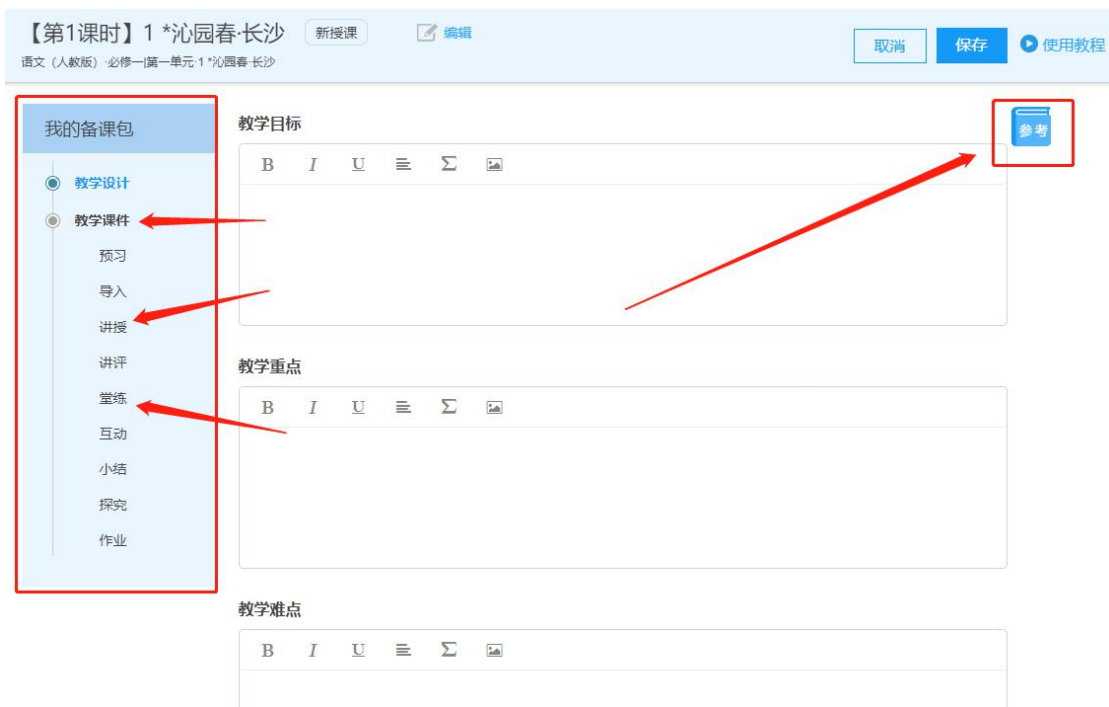 【第1课时】1 *沁园春·长沙 新授课 编辑
取消 保存 使用教程
语文（人教版）·必修一|第一单元·1 *沁园春·长沙
我的备课包
教学设计
教学课件
预习
导入
讲授
讲评
堂练
互动
小结
探究
作业
教学目标
参考
B I U Σ
教学重点
B I U Σ
教学难点
B I U Σ